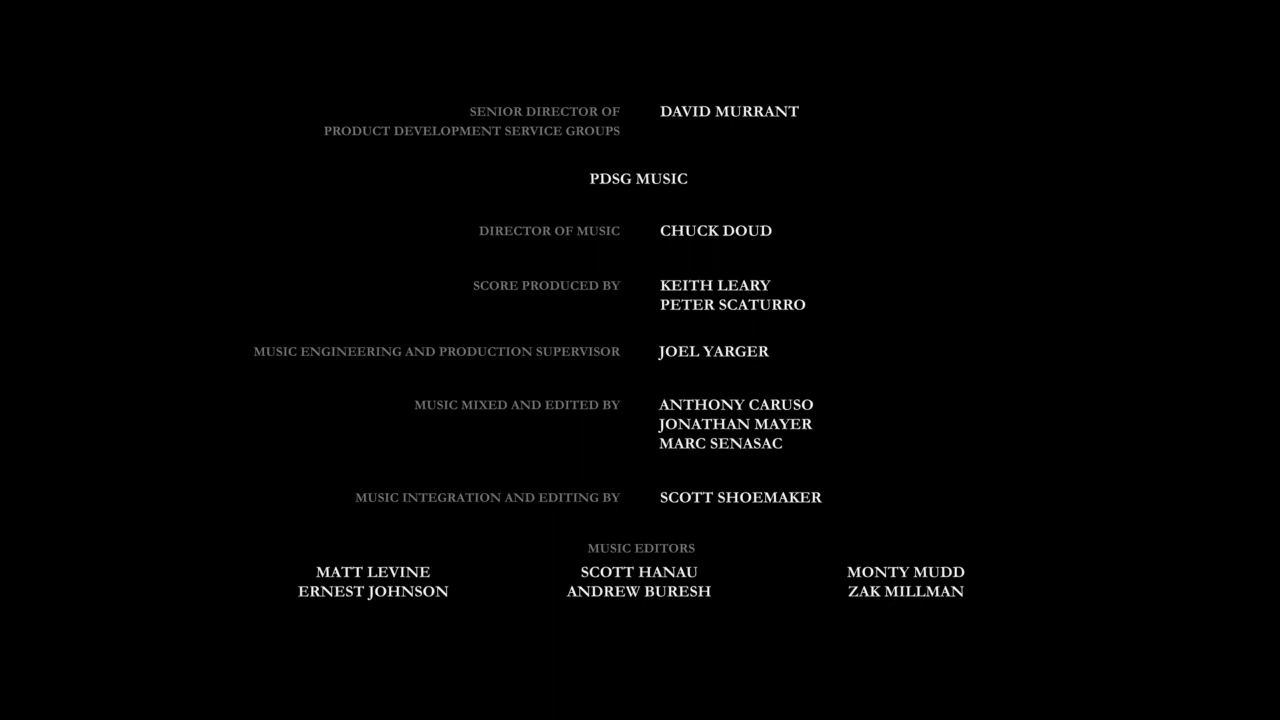 SENIOR DIRECTOR OF DAVID MURRANT
PRODUCT DEVELOPMENT SERVICE GROUPS
PDSG MUSIC
DIRECTOR OF MUSIC CHUCK DOUD
SCORE PRODUCED BY KEITH LEARY
PETER SCATURRO
MUSIC ENGINEERING AND PRODUCTION SUPERVISOR JOEL YARGER
MUSIC MIXED AND EDITED BY ANTHONY CARUSO
JONATHAN MAYER
MARC SENASAC
MUSIC INTEGRATION AND EDITING BY SCOTT SHOEMAKER
MUSIC EDITORS
MATT LEVINE SCOTT HANAU MONTY MUDD
ERNEST JOHNSON ANDREW BURESH ZAK MILLMAN